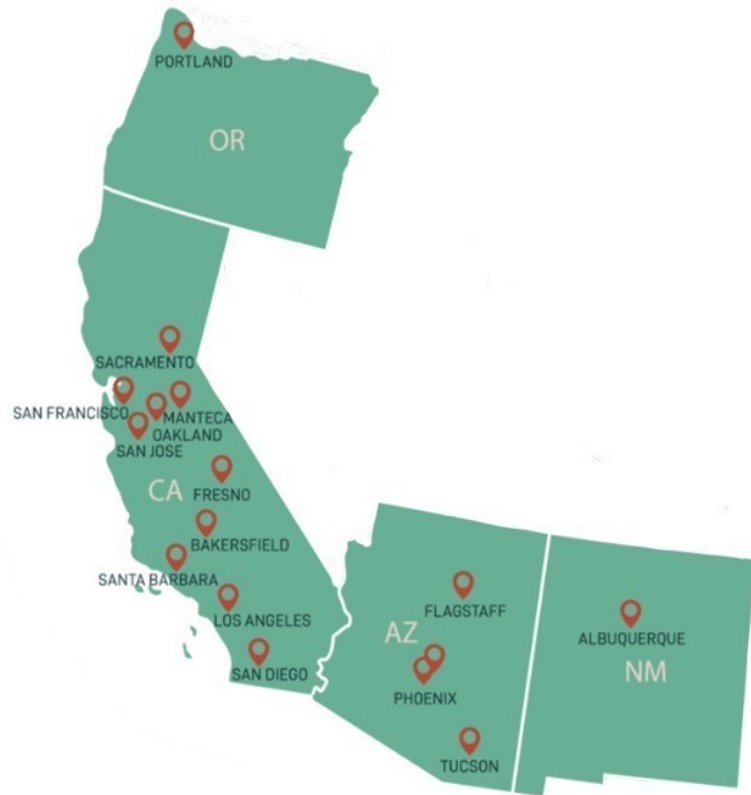 PORTLAND
OR
SACRAMENTO
SAN FRANCISCO
MANTECA
OAKLAND
SAN JOSE
CA
FRESNO
BAKERSFIELD
SANTA BARBARA
LOS ANGELES
SAN DIEGO
FLAGSTAFF
AZ
PHOENIX
TUCSON
ALBUQUERQUE
NM